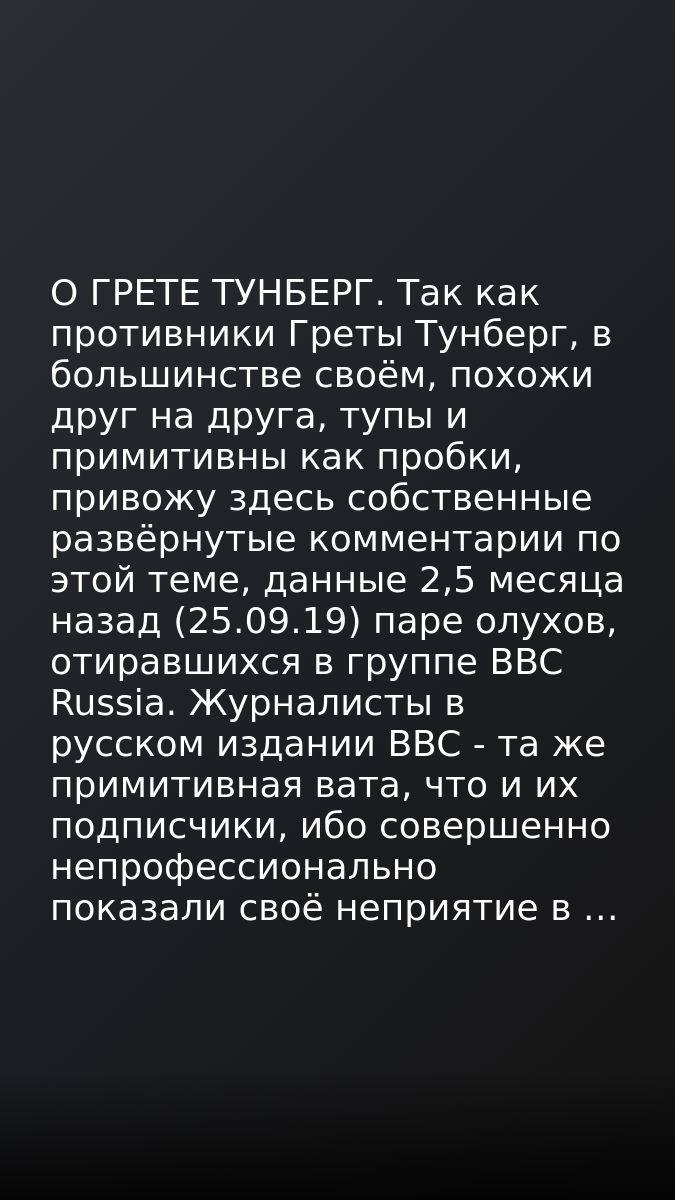 О ГРЕТЕ ТУНБЕРГ. Так как
противники Греты Тунберг, в
большинстве своём, похожи
друг на друга, тупы и
примитивны как пробки,
привожу здесь собственные
развёрнутые комментарии по
этой теме, данные 2,5 месяца
назад (25.09.19) паре олухов,
отиравшихся в группе BBC
Russia. Журналисты в
русском издании BBC - та же
примитивная вата, что и их
подписчики, ибо совершенно
непрофессионально
показали своё неприятие в ...